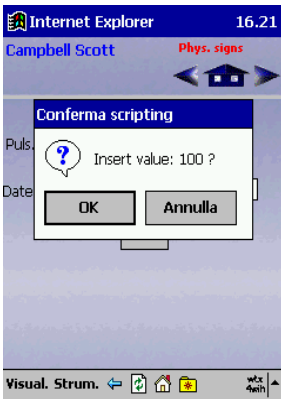 Internet Explorer 16.21
Campbell Scott Phys. signs
Conferma scripting
Puls.
Insert value: 100 ?
Date
OK Annulla
Visual. Strum.